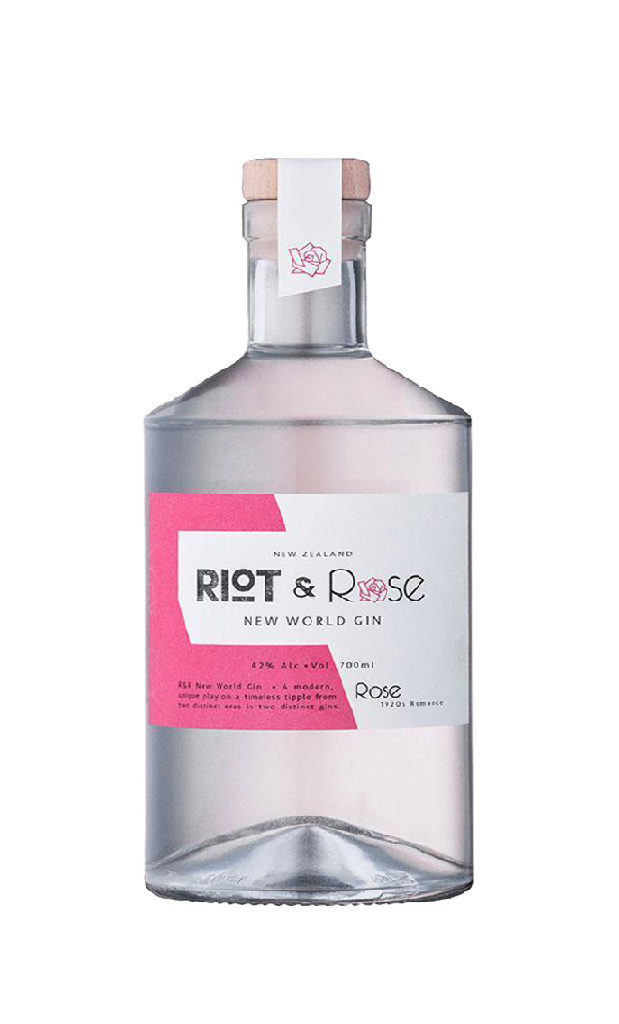 NEW ZEALAND
RIOT & Rose
NEW WORLD GIN
42% Alc • Vol 700ml
R&R New World Gin • A modern,
unique play on a timeless tipple from
two distinct eras in two distinct gins.
Rose
1920s Romance